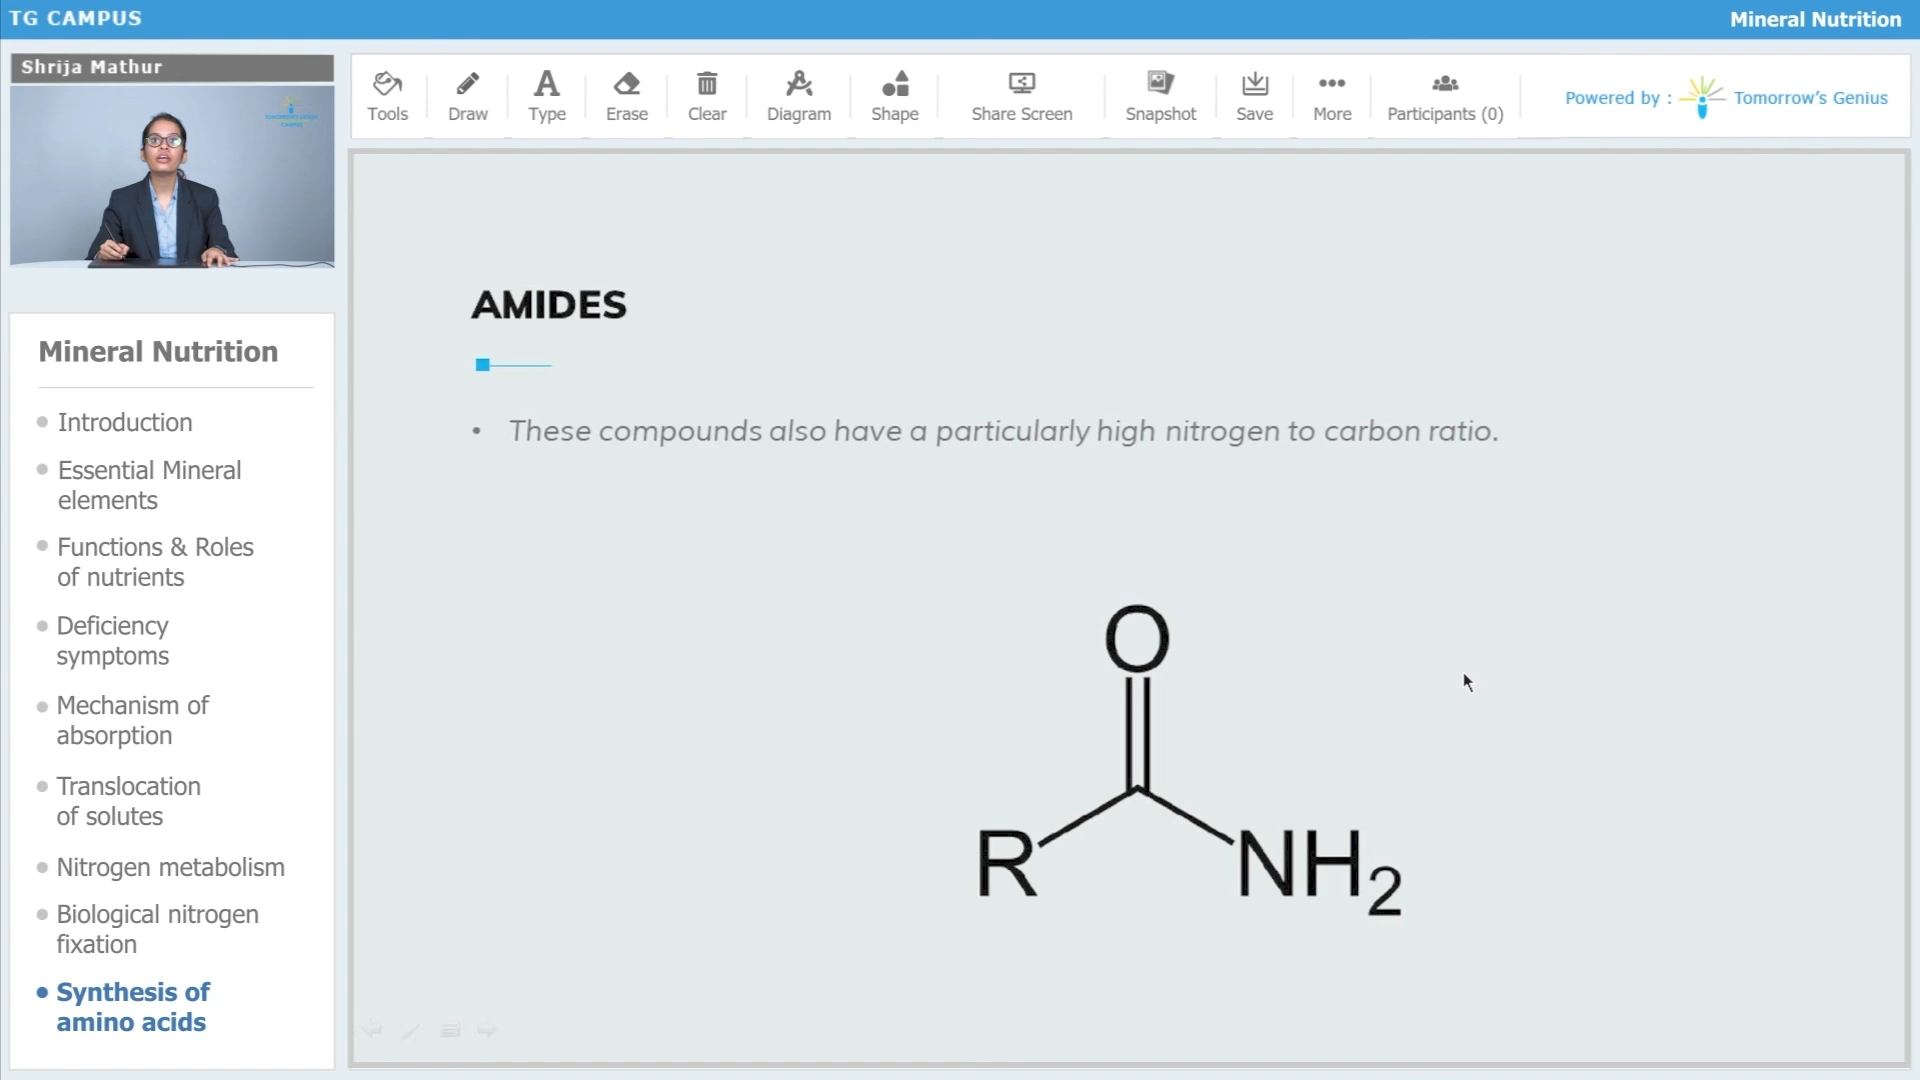 TG CAMPUS
Mineral Nutrition
Shrija Mathur
TOMORROW'S GENIUS
CAMPUS
Tools
Draw
Type
Erase
Clear
Diagram
Shape
Share Screen
Snapshot
Save
More
Participants (0)
Powered by :
Tomorrow's Genius
Mineral Nutrition
• Introduction
• Essential Mineral
elements
• Functions & Roles
of nutrients
• Deficiency
symptoms
• Mechanism of
absorption
• Translocation
of solutes
• Nitrogen metabolism
• Biological nitrogen
fixation
• Synthesis of
amino acids
AMIDES
• These compounds also have a particularly high nitrogen to carbon ratio.
O
R
NH2